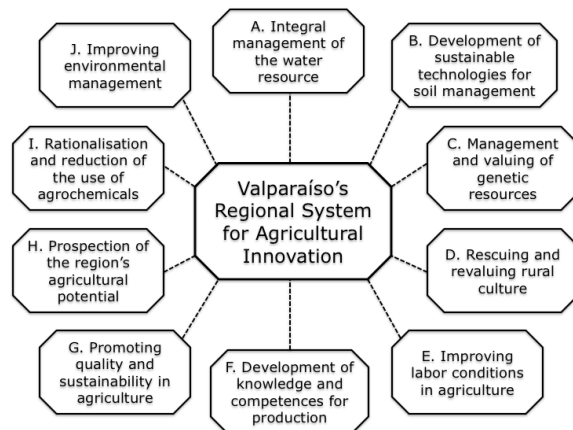 A. Integral
management of
the water
resource
B. Development of
sustainable
technologies for
soil management
C. Management
and valuing of
genetic
resources
D. Rescuing and
revaluing rural
culture
E. Improving
labor conditions
in agriculture
F. Development of
knowledge and
competences for
production
G. Promoting
quality and
sustainability in
agriculture
H. Prospection of
the region's
agricultural
potential
I. Rationalisation
and reduction of
the use of
agrochemicals
J. Improving
environmental
management
Valparaíso's
Regional System
for Agricultural
Innovation